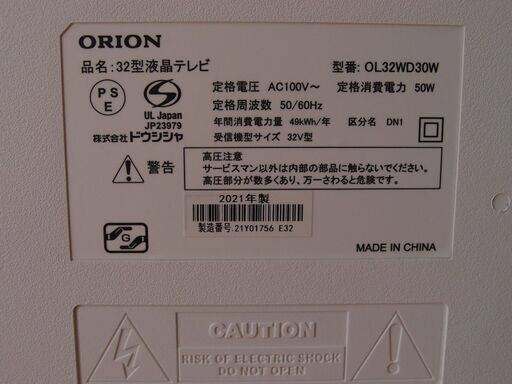 ORION
品名:32型液晶テレビ
型番: OL32WD30W
PS
E
UL
UL Japan
JP23979
定格電圧 AC100V～ 定格消費電力 50W
定格周波数 50/60Hz
年間消費電力量 49kWh/年 区分名 DN1
受信機型サイズ 32V型
株式会社ドウシシャ
警告
高圧注意
サービスマン以外は内部の部品に触らないでください。
高圧部分が数多くあり、万一さわると危険です。
2021年製
製造番号.21Y01756 E32
G
MADE IN CHINA
CAUTION
RISK OF ELECTRIC SHOCK
DO NOT OPEN